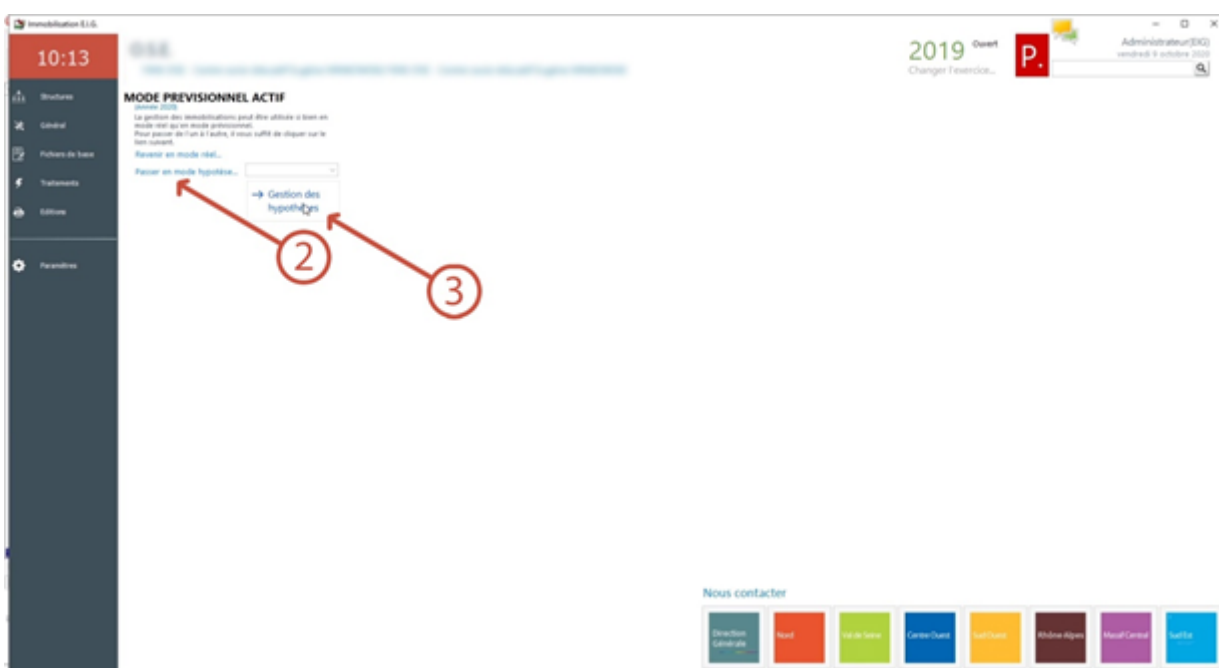 Immobilisation E.I.G.
10:13
O.S.E.
2019 Ouvert
Changer l'exercice...
P.
Administrateur(EIG)
vendredi 9 octobre 2020
Structures
Général
Fichiers de base
Traitements
Editions
Paramètres
MODE PREVISIONNEL ACTIF
(Année 2020)
La gestion des immobilisations peut être utilisée si bien en
mode réel qu'en mode prévisionnel.
Pour passer de l'un à l'autre, il vous suffit de cliquer sur le
lien suivant.
Revenir en mode réel...
Passer en mode hypotèse...
→ Gestion des
hypothèses
2
3
Nous contacter
Direction
Générale
Nord
Val de Seine
Centre Ouest
Sud Ouest
Rhône Alpes
Massif Central
Sud Est